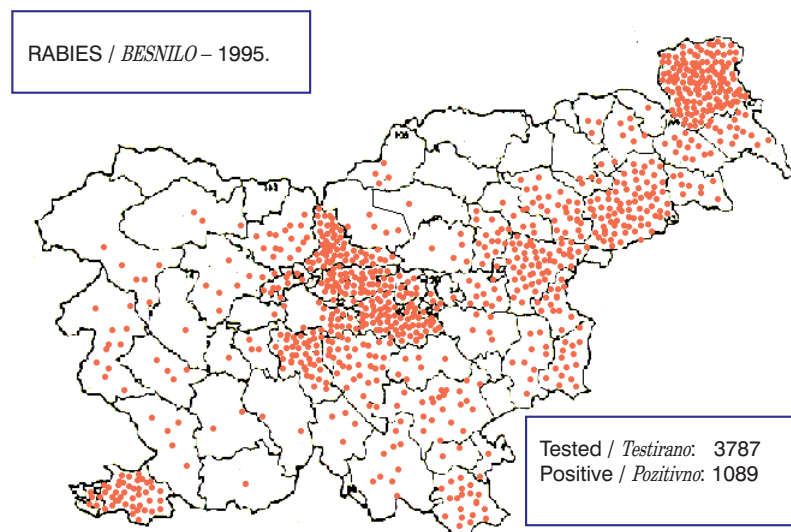 RABIES / BESNILO – 1995.
Tested / Testirano: 3787
Positive / Pozitivno: 1089